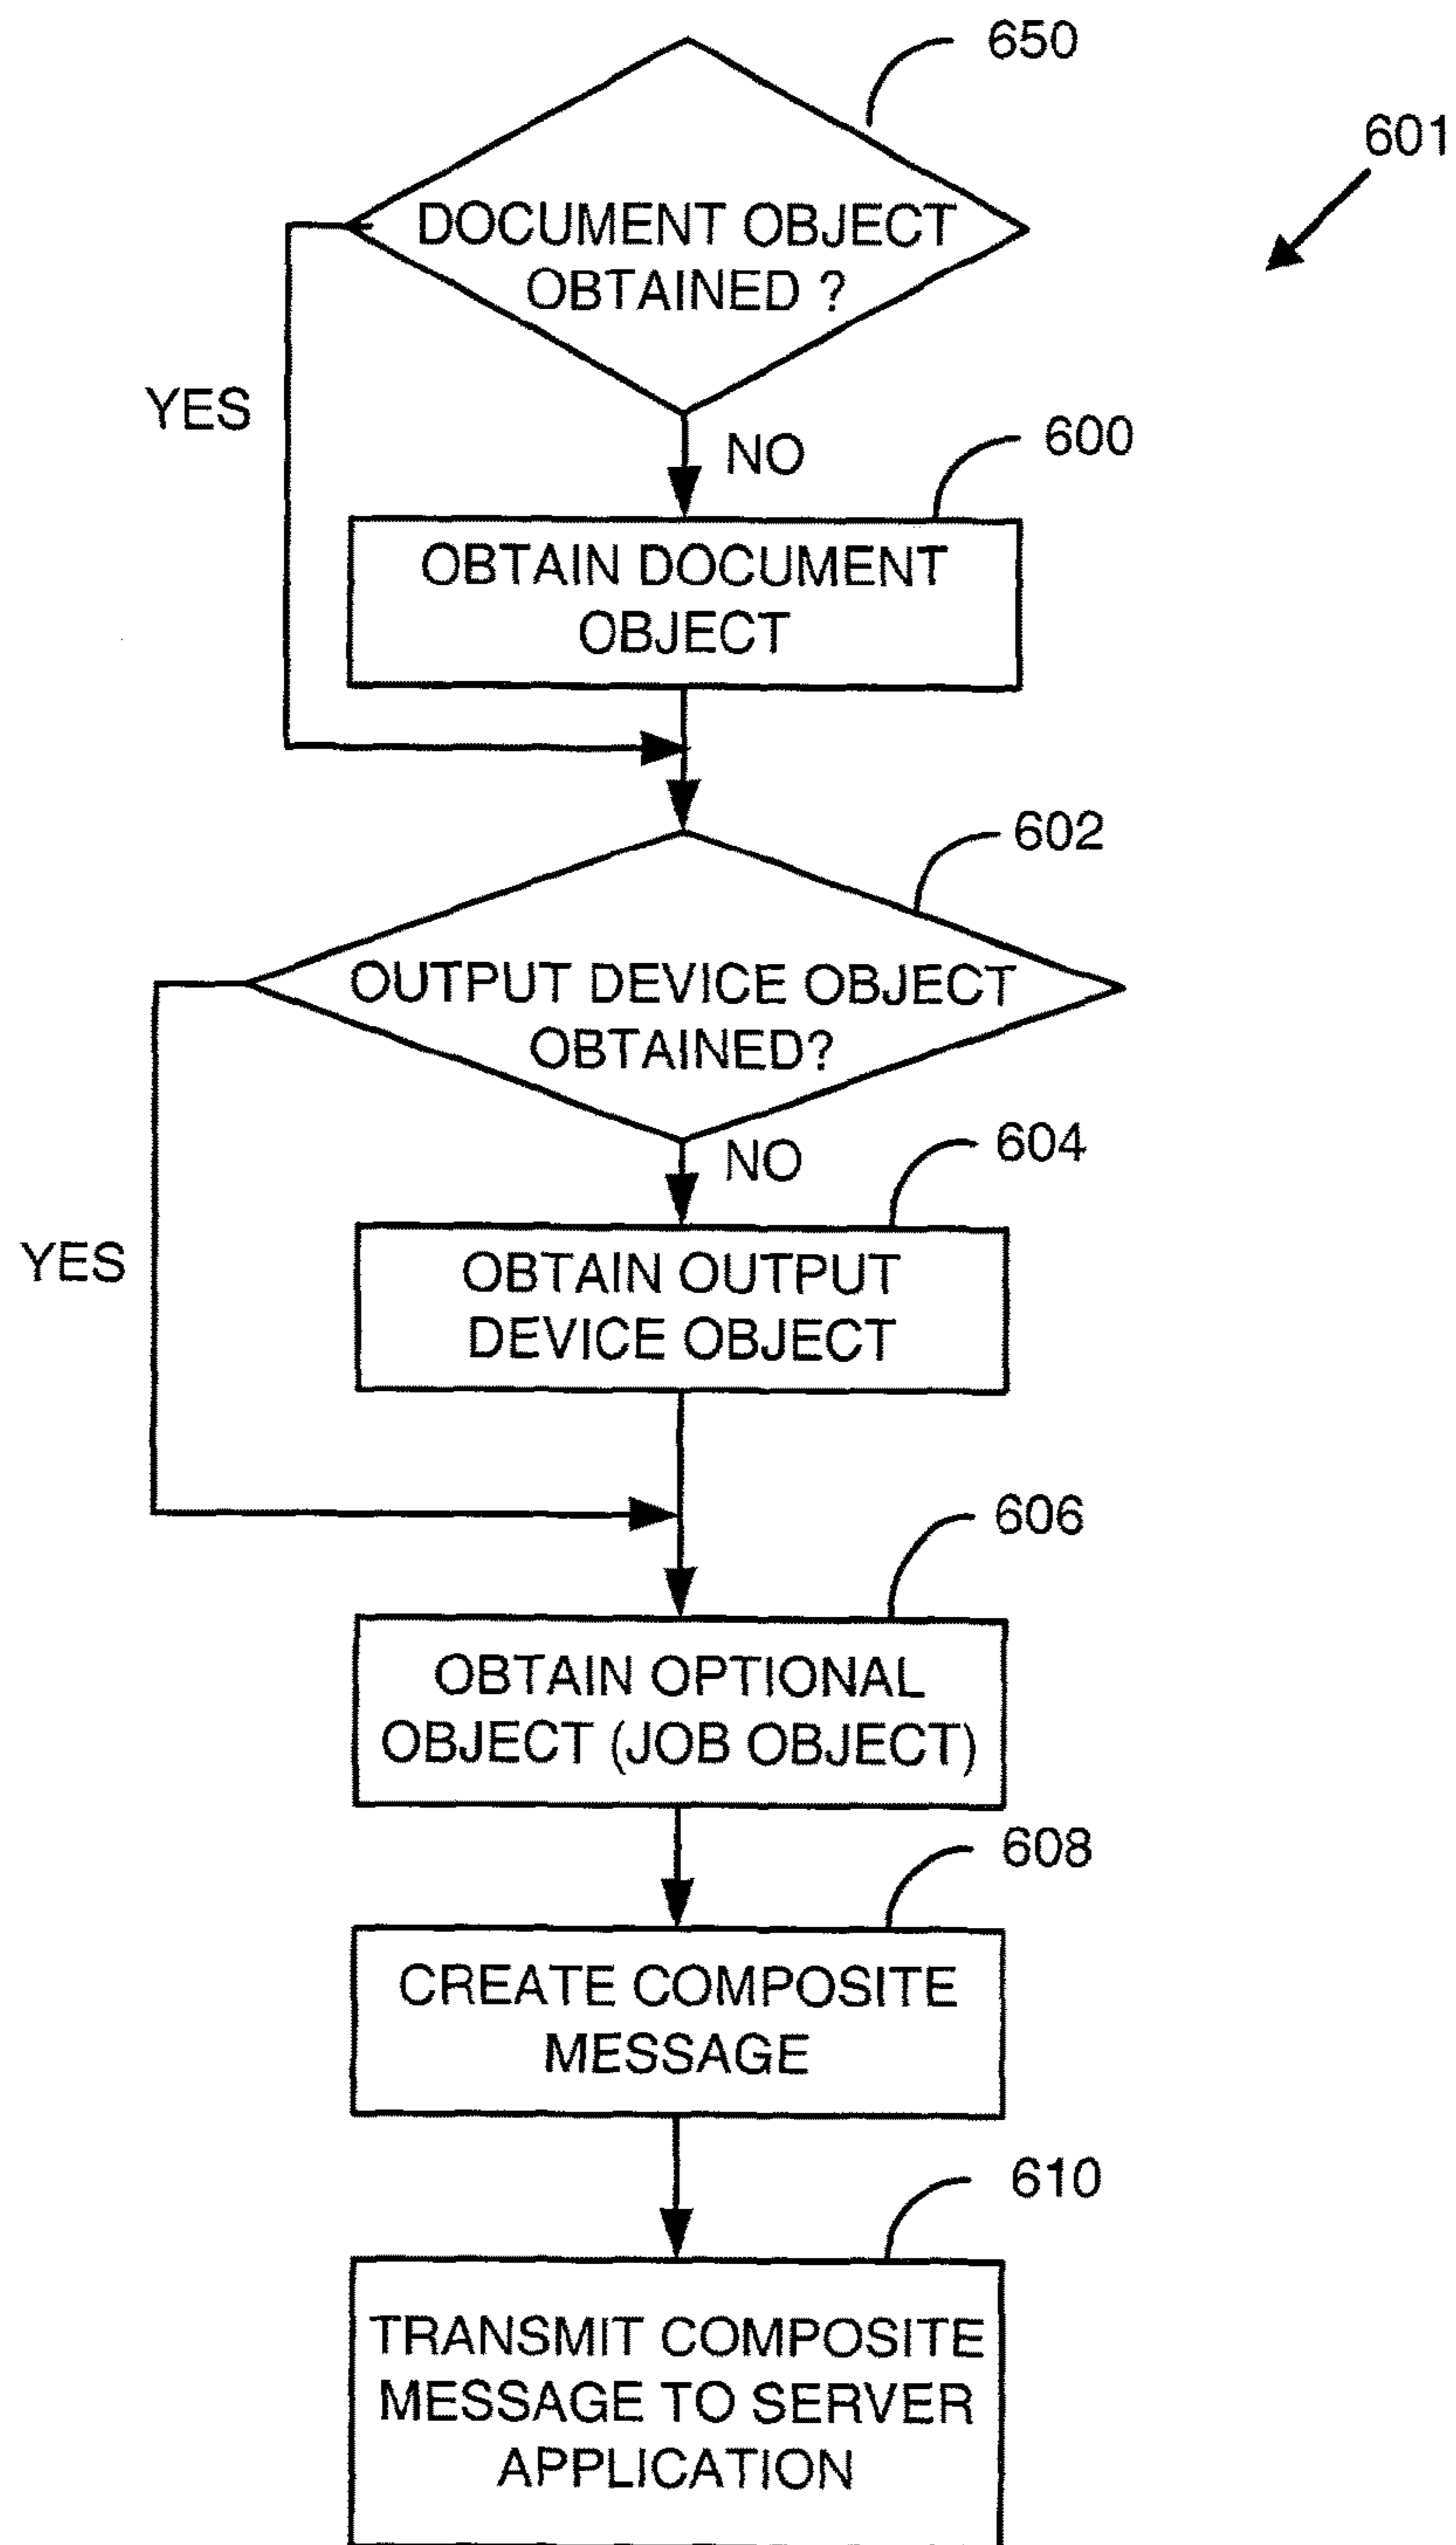 650
601
DOCUMENT OBJECT
OBTAINED ?
YES
NO
600
OBTAIN DOCUMENT
OBJECT
602
OUTPUT DEVICE OBJECT
OBTAINED?
NO
604
YES
OBTAIN OUTPUT
DEVICE OBJECT
606
OBTAIN OPTIONAL
OBJECT (JOB OBJECT)
608
CREATE COMPOSITE
MESSAGE
610
TRANSMIT COMPOSITE
MESSAGE TO SERVER
APPLICATION